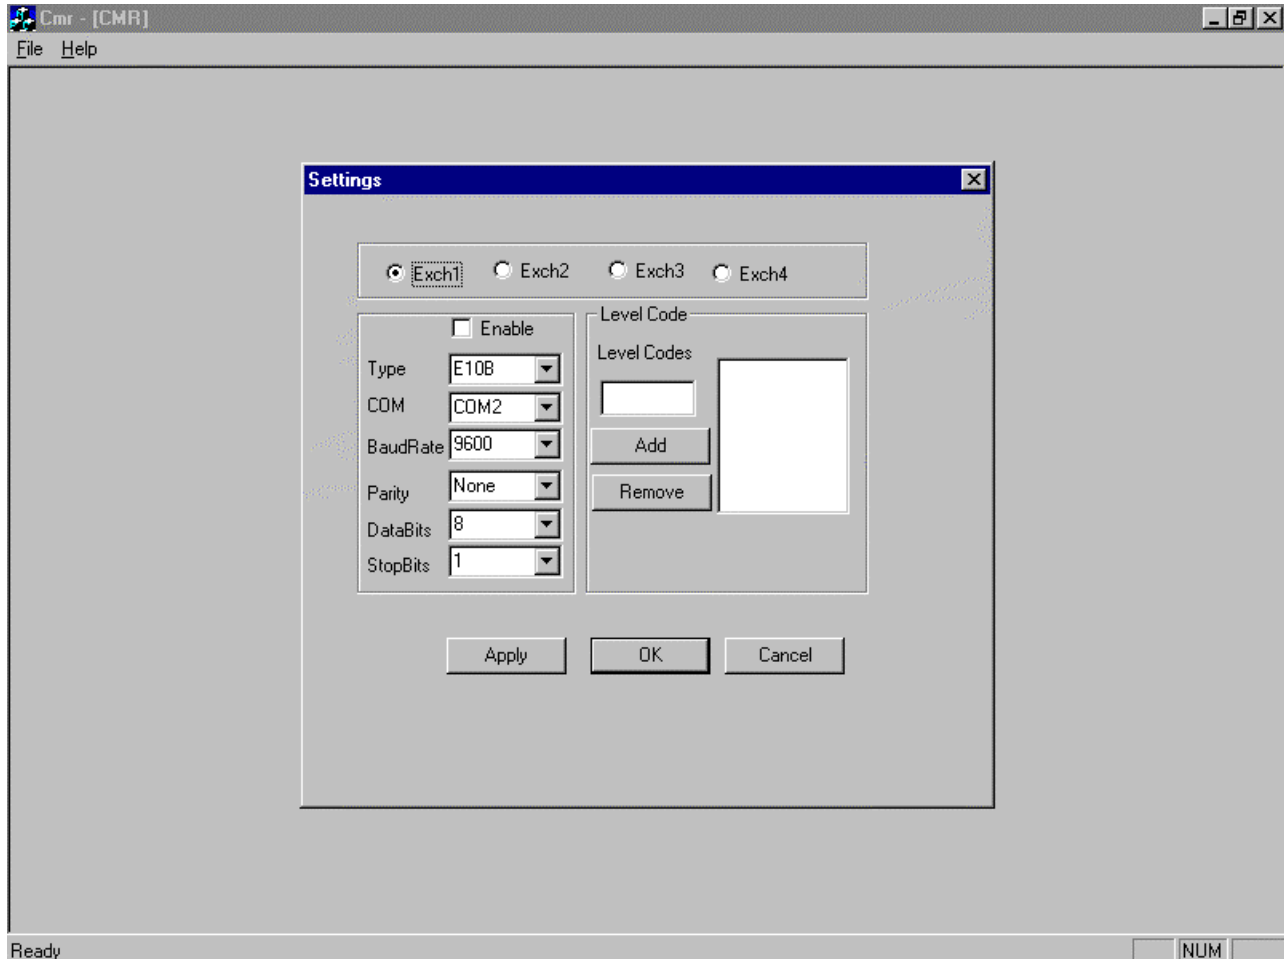 Cmr - [CMR]
File Help
Settings
Exch1 Exch2 Exch3 Exch4
Enable
Type E10B
COM COM2
BaudRate 9600
Parity None
DataBits 8
StopBits 1
Level Code
Level Codes
Add
Remove
Apply OK Cancel
Ready NUM